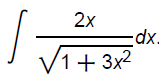 ∫ 2x / √(1 + 3x²) dx.